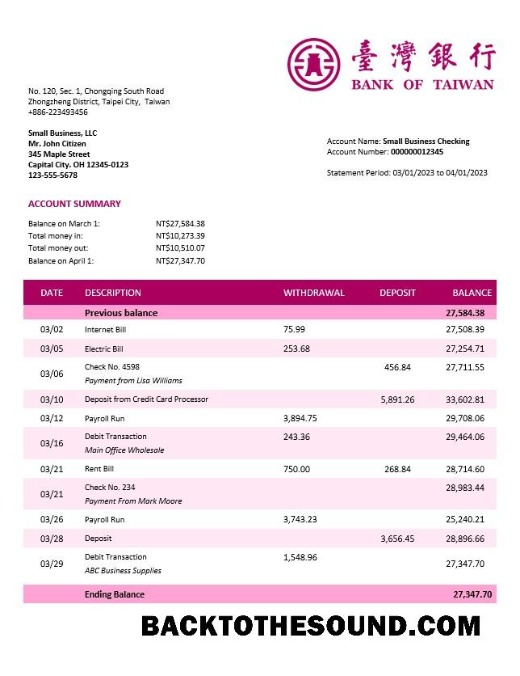 臺灣銀行
BANK OF TAIWAN
No. 120, Sec. 1, Chongqing South Road
Zhongzheng District, Taipei City, Taiwan
+886-223493456
Small Business, LLC
Mr. John Citizen
345 Maple Street
Capital City. OH 12345-0123
123-555-5678
Account Name: Small Business Checking
Account Number: 000000012345
Statement Period: 03/01/2023 to 04/01/2023
ACCOUNT SUMMARY
Balance on March 1: NT$27,584.38
Total money in: NT$10,273.39
Total money out: NT$10,510.07
Balance on April 1: NT$27,347.70
DATE DESCRIPTION WITHDRAWAL DEPOSIT BALANCE
Previous balance 27,584.38
03/02 Internet Bill 75.99 27,508.39
03/05 Electric Bill 253.68 27,254.71
03/06 Check No. 4598 456.84 27,711.55
Payment from Lisa Williams
03/10 Deposit from Credit Card Processor 5,891.26 33,602.81
03/12 Payroll Run 3,894.75 29,708.06
03/16 Debit Transaction 243.36 29,464.06
Main Office Wholesale
03/21 Rent Bill 750.00 268.84 28,714.60
03/21 Check No. 234 28,983.44
Payment From Mark Moore
03/26 Payroll Run 3,743.23 25,240.21
03/28 Deposit 3,656.45 28,896.66
03/29 Debit Transaction 1,548.96 27,347.70
ABC Business Supplies
Ending Balance 27,347.70
BACKTOTHESOUND.COM